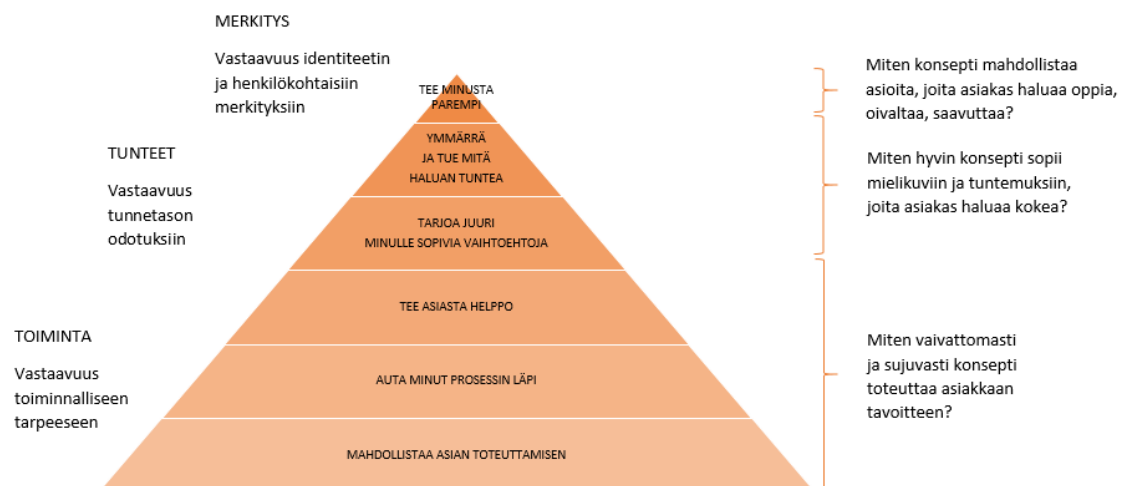 MERKITYS
Vastaavuus identiteetin
ja henkilökohtaisiin
merkityksiin
TEE MINUSTA
PAREMPI
Miten konsepti mahdollistaa
asioita, joita asiakas haluaa oppia,
oivaltaa, saavuttaa?
TUNTEET
Vastaavuus
tunnetason
odotuksiin
YMMÄRRÄ
JA TUE MITÄ
HALUAN TUNTEA
TARJOA JUURI
MINULLE SOPIVIA VAIHTOEHTOJA
Miten hyvin konsepti sopii
mielikuviin ja tuntemuksiin,
joita asiakas haluaa kokea?
TOIMINTA
Vastaavuus
toiminnalliseen
tarpeeseen
TEE ASIASTA HELPPO
AUTA MINUT PROSESSIN LÄPI
MAHDOLLISTAA ASIAN TOTEUTTAMISEN
Miten vaivattomasti
ja sujuvasti konsepti
toteuttaa asiakkaan
tavoitteen?